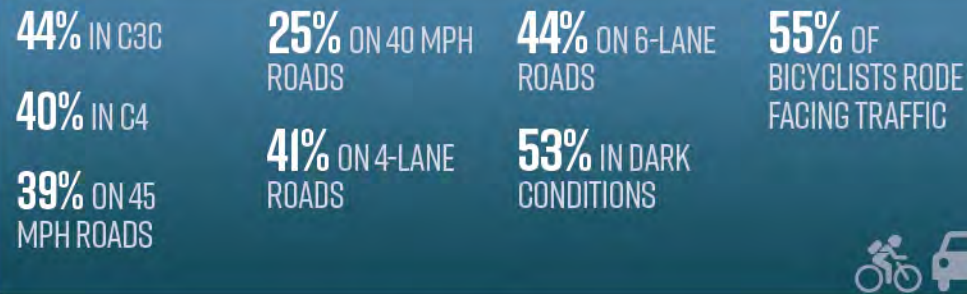 44% IN C3C
40% IN C4
39% ON 45
MPH ROADS
25% ON 40 MPH
ROADS
41% ON 4-LANE
ROADS
44% ON 6-LANE
ROADS
53% IN DARK
CONDITIONS
55% OF
BICYCLISTS RODE
FACING TRAFFIC